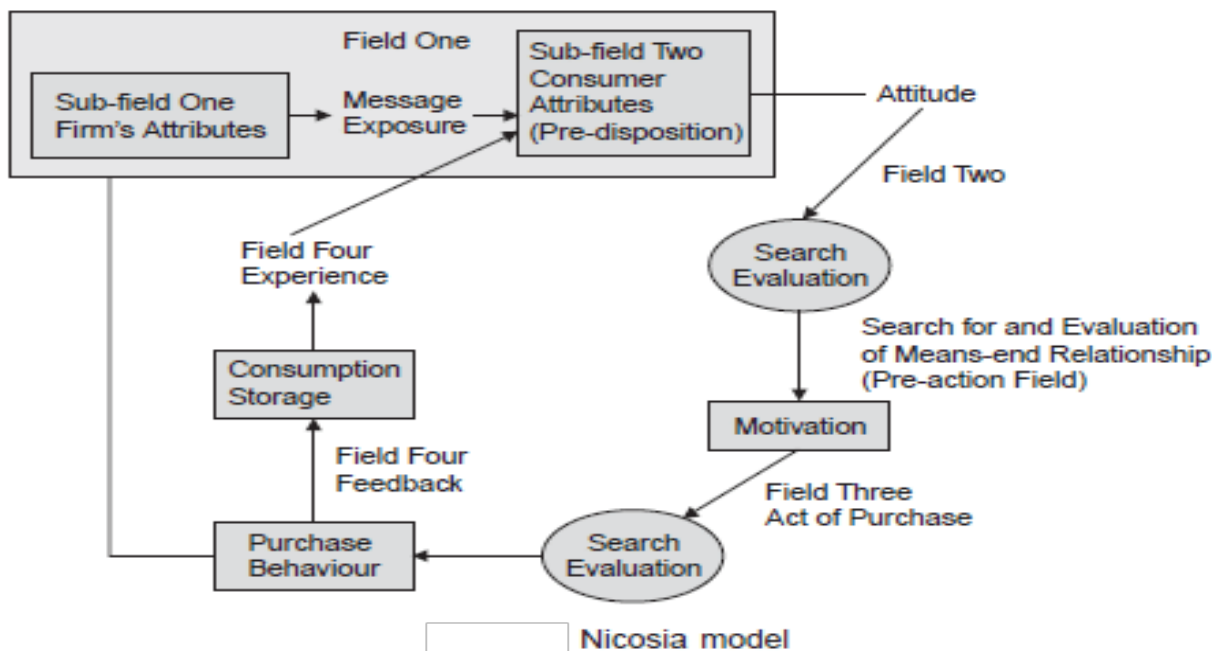 Field One
Sub-field One
Firm's Attributes
Message
Exposure
Sub-field Two
Consumer
Attributes
(Pre-disposition)
Attitude
Field Two
Search
Evaluation
Search for and Evaluation
of Means-end Relationship
(Pre-action Field)
Motivation
Field Three
Act of Purchase
Search
Evaluation
Purchase
Behaviour
Field Four
Feedback
Consumption
Storage
Field Four
Experience
Nicosia model